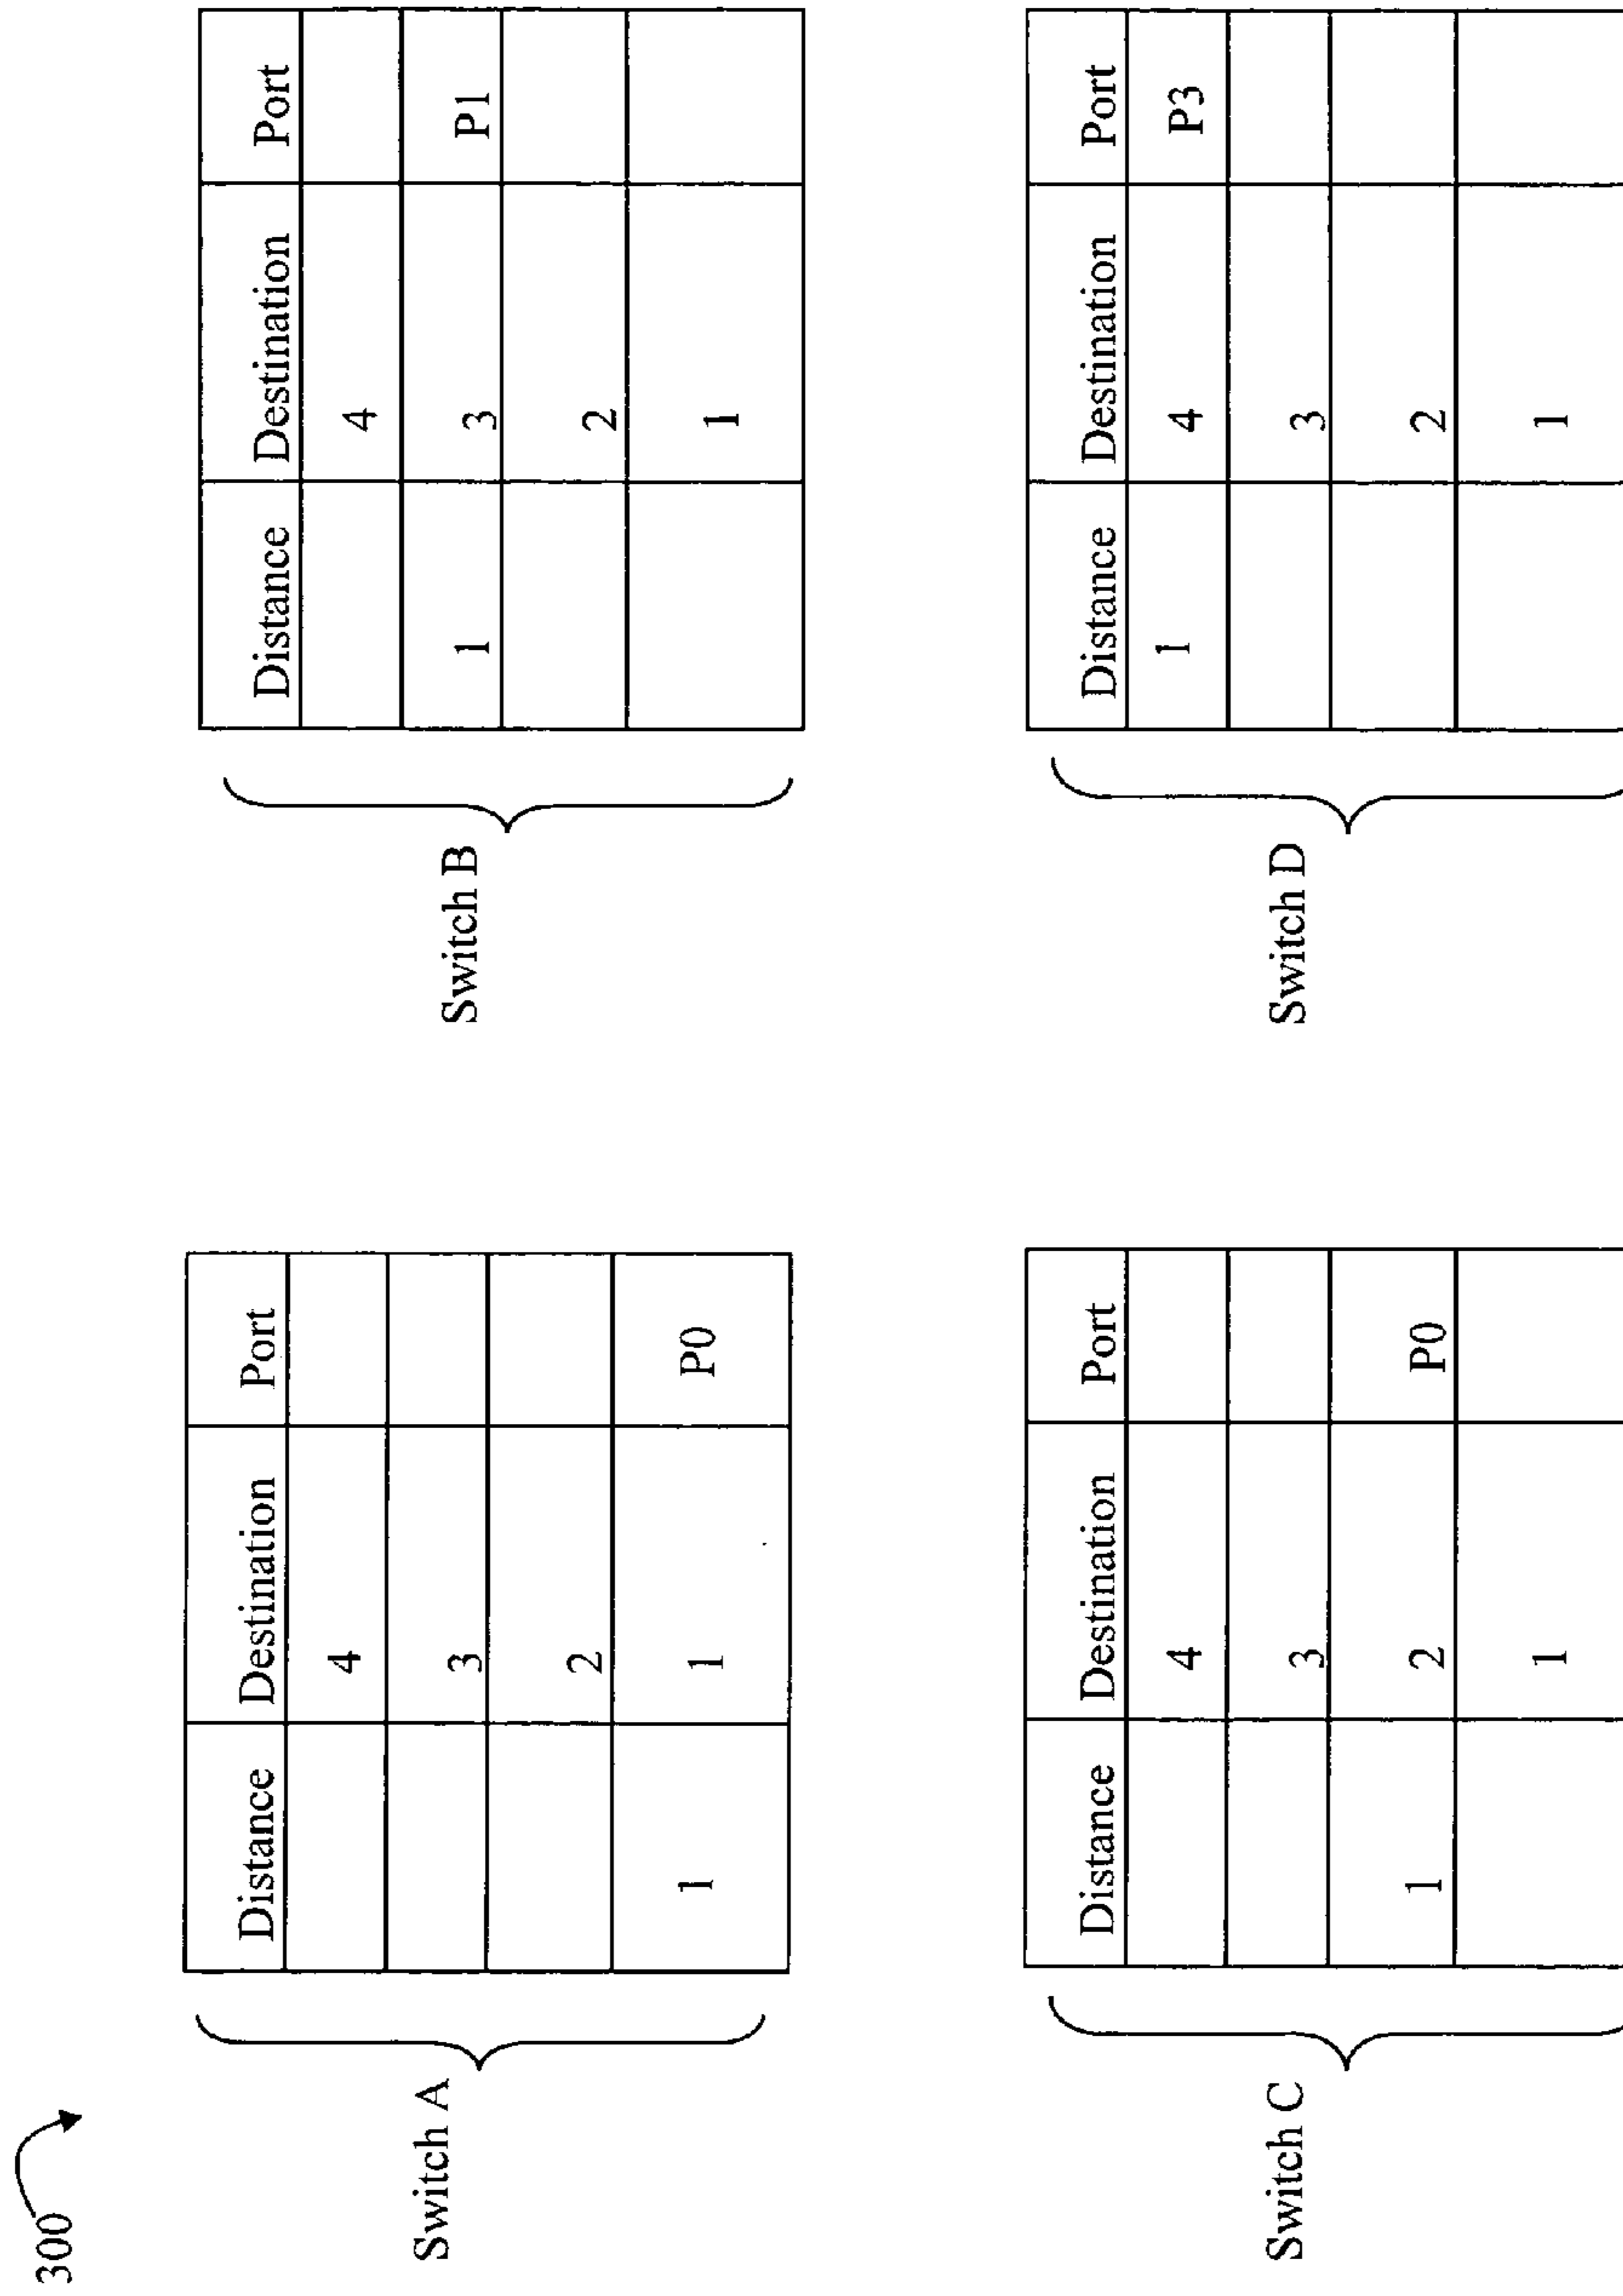 300
Switch A
Distance Destination Port
4
3
2
1 1 P0
Switch B
Distance Destination Port
4
1 3 P1
2
1
Switch C
Distance Destination Port
4
3
1 2 P0
1
Switch D
Distance Destination Port
1 4 P3
3
2
1